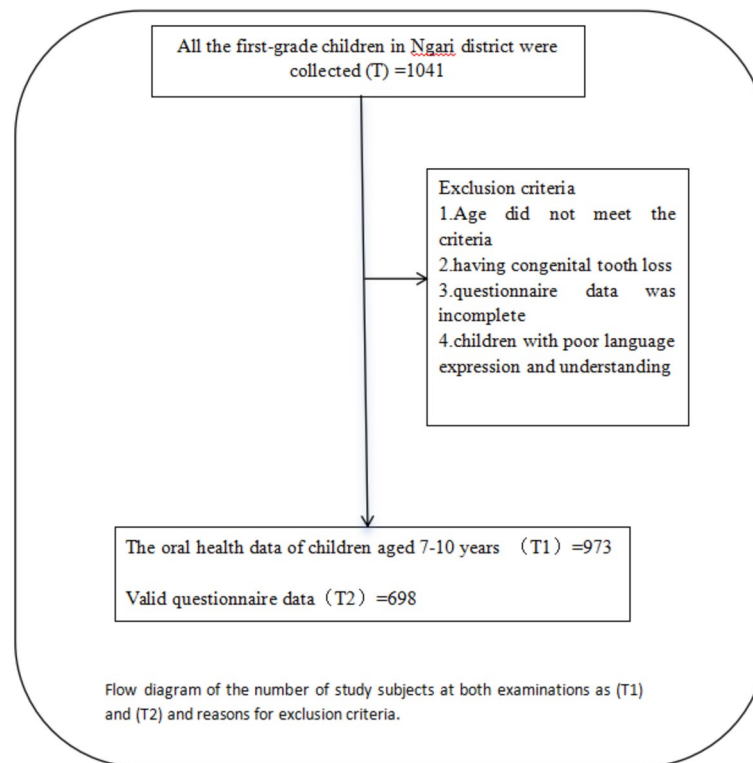 All the first-grade children in Ngari district were
collected (T) =1041
Exclusion criteria
1.Age did not meet the
criteria
2.having congenital tooth loss
3.questionnaire data was
incomplete
4.children with poor language
expression and understanding
The oral health data of children aged 7-10 years （T1）=973
Valid questionnaire data（T2）=698
Flow diagram of the number of study subjects at both examinations as (T1)
and (T2) and reasons for exclusion criteria.